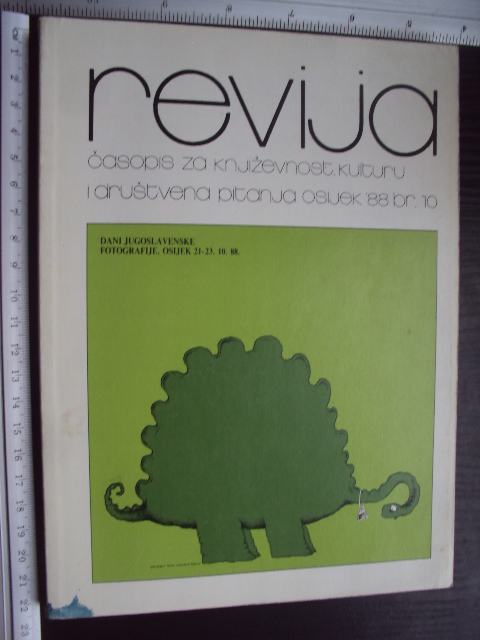 revija
časopis za književnost, kulturu
i društvena pitanja osijek '88 br. 10
DANI JUGOSLAVENSKE
FOTOGRAFIJE. OSIJEK 21-23. 10. 88.